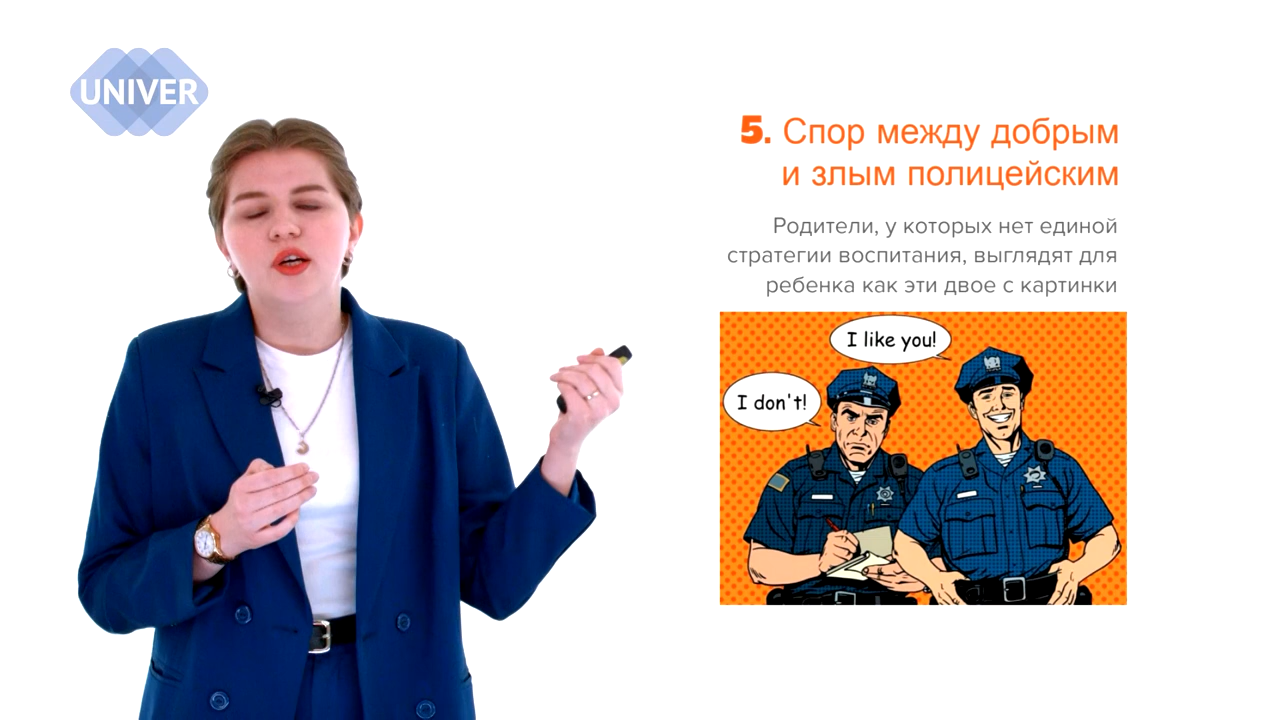 UNIVER
5. Спор между добрым
и злым полицейским
Родители, у которых нет единой
стратегии воспитания, выглядят для
ребенка как эти двое с картинки
I like you!
I don't!